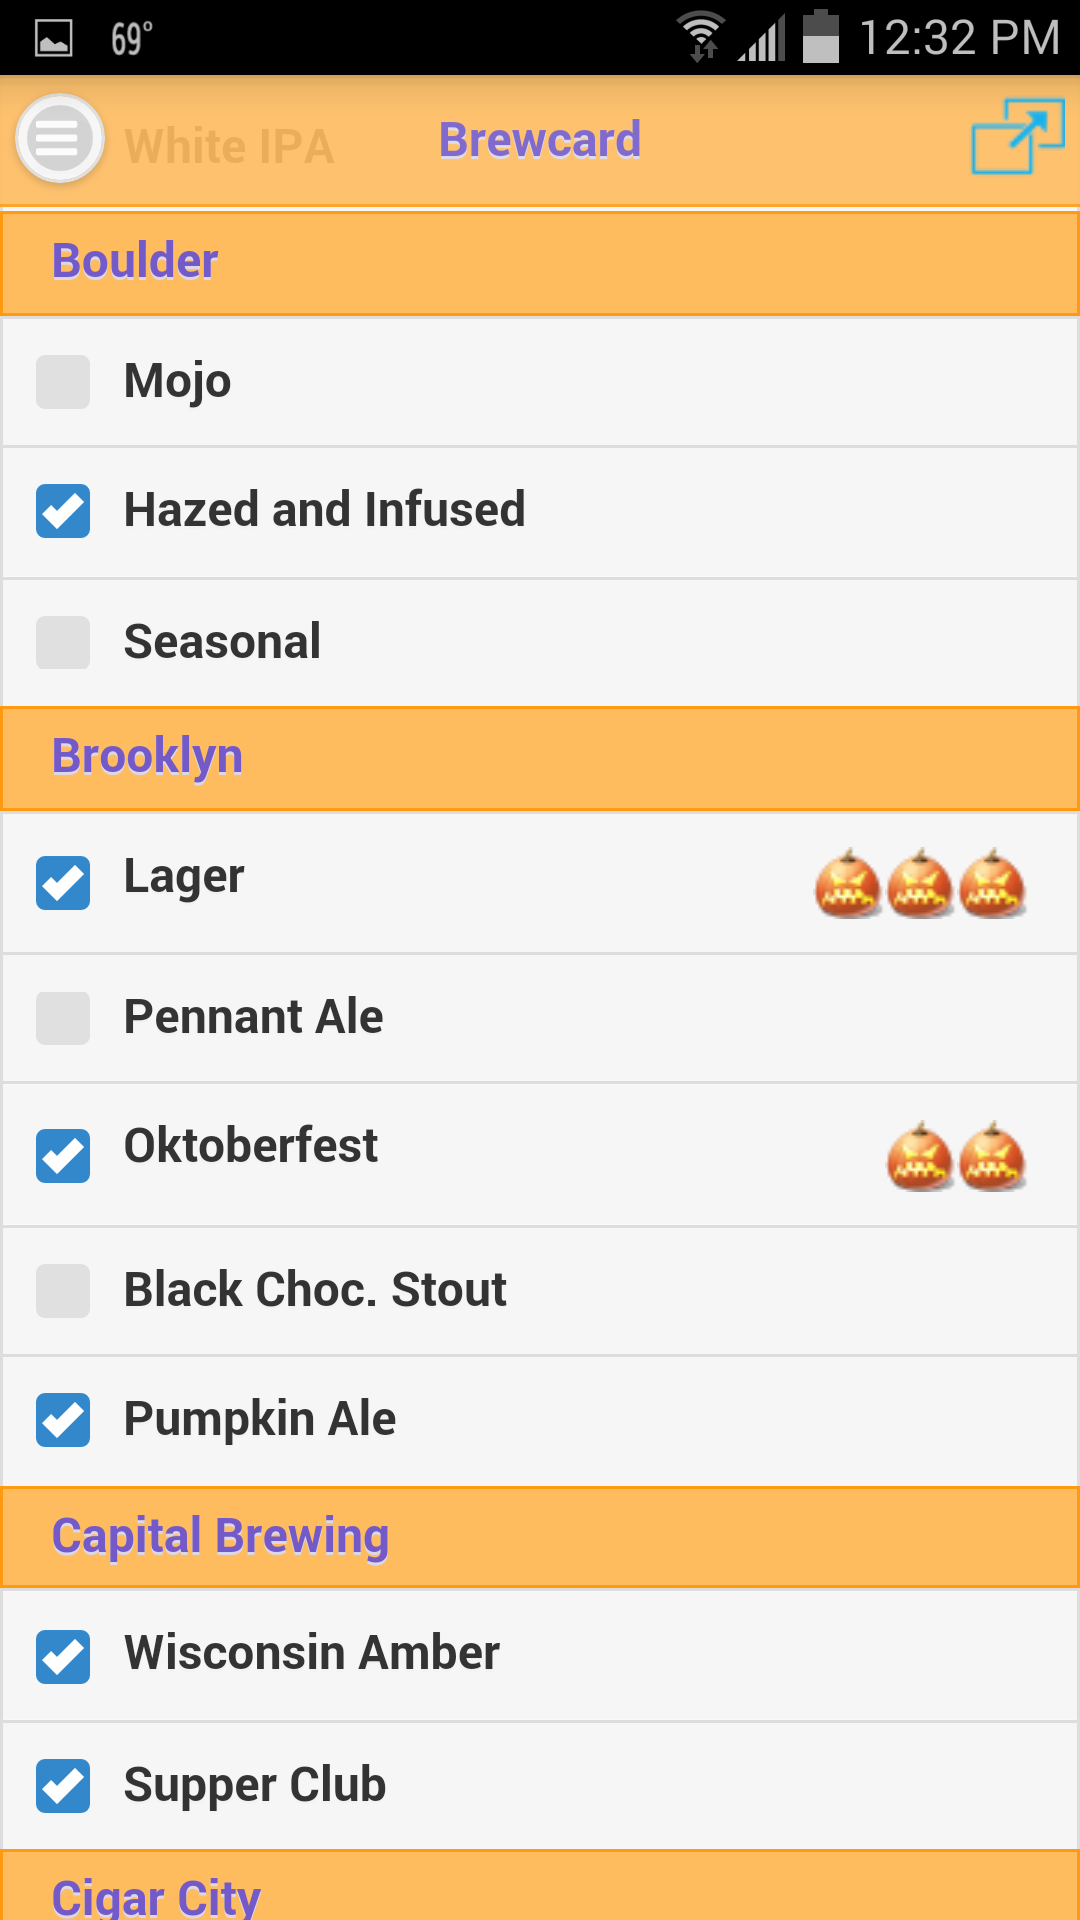 69° 12:32 PM
White IPA Brewcard
Boulder
Mojo
Hazed and Infused
Seasonal
Brooklyn
Lager
Pennant Ale
Oktoberfest
Black Choc. Stout
Pumpkin Ale
Capital Brewing
Wisconsin Amber
Supper Club
Cigar City